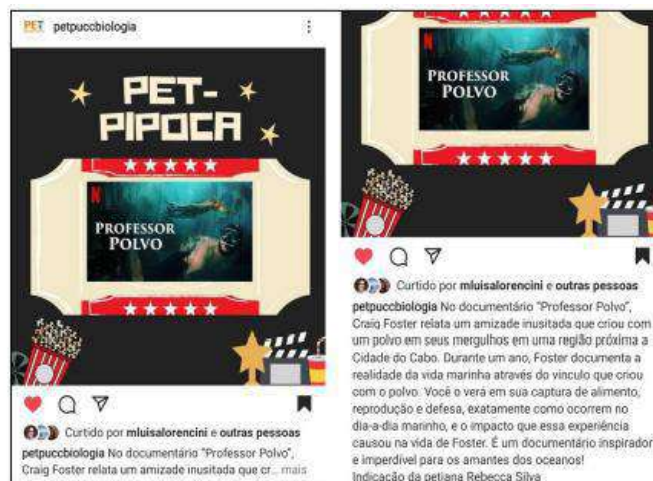 PET petpuccbiologia
PET-
PIPOCA
N
PROFESSOR
POLVO
Curtido por mluisalorencini e outras pessoas
petpuccbiologia No documentário "Professor Polvo",
Craig Foster relata um amizade inusitada que cr... mais
N
PROFESSOR
POLVO
Curtido por mluisalorencini e outras pessoas
petpuccbiologia No documentário "Professor Polvo",
Craig Foster relata um amizade inusitada que criou com
um polvo em seus mergulhos em uma região próxima a
Cidade do Cabo. Durante um ano, Foster documenta a
realidade da vida marinha através do vínculo que criou
com o polvo. Você o verá em sua captura de alimento,
reprodução e defesa, exatamente como ocorrem no
dia-a-dia marinho, e o impacto que essa experiência
causou na vida de Foster. É um documentário inspirador
e imperdível para os amantes dos oceanos!
Indicação da petiana Rebecca Silva